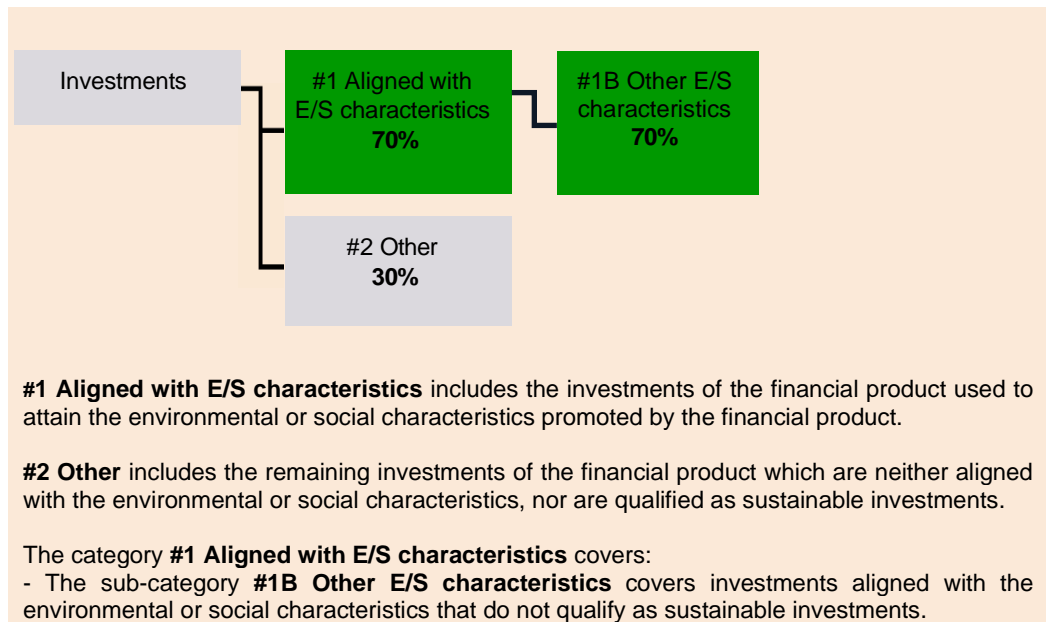 Investments
#1 Aligned with
E/S characteristics
70%
#1B Other E/S
characteristics
70%
#2 Other
30%
#1 Aligned with E/S characteristics includes the investments of the financial product used to
attain the environmental or social characteristics promoted by the financial product.
#2 Other includes the remaining investments of the financial product which are neither aligned
with the environmental or social characteristics, nor are qualified as sustainable investments.
The category #1 Aligned with E/S characteristics covers:
- The sub-category #1B Other E/S characteristics covers investments aligned with the
environmental or social characteristics that do not qualify as sustainable investments.